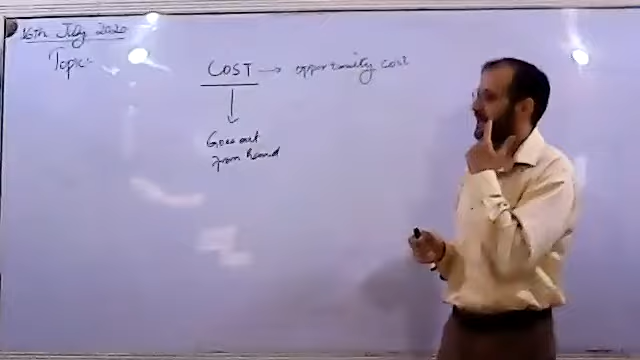 16th July 2020
Topic:-
COST → opportunity cost
Goes out
from hand